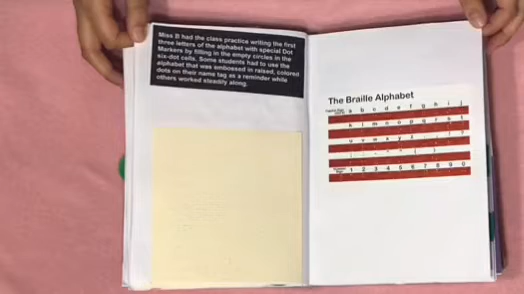 Miss B had the class practice writing the first
three letters of the alphabet with special Dot
Markers by filling in the empty circles in the
six-dot cells. Some students had to use the
alphabet that was embossed in raised, colored
dots on their name tag as a reminder while
others worked steadily along.
The Braille Alphabet
a b c d e f g h i j
k l m n o p q r s t
u v w x y z
1 2 3 4 5 6 7 8 9 0